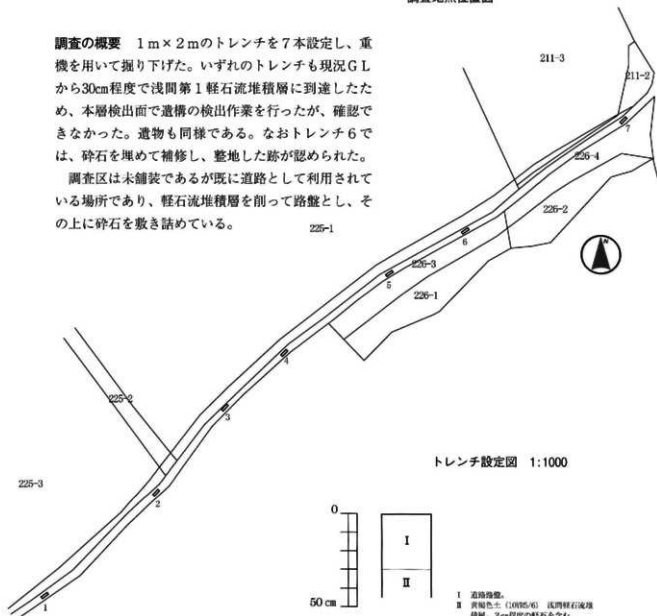 調査の概要　1m×2mのトレンチを7本設定し、重
機を用いて掘り下げた。いずれのトレンチも現況GL
から30cm程度で浅間第1軽石流堆積層に到達したた
め、本層検出面で遺構の検出作業を行ったが、確認で
きなかった。遺物も同様である。なおトレンチ6で
は、砕石を埋めて補修し、整地した跡が認められた。
　調査区は未舗装であるが既に道路として利用されて
いる場所であり、軽石流堆積層を削って路盤とし、そ
の上に砕石を敷き詰めている。
211-3
211-2
7
226-4
226-2
225-1
6
226-3
5
226-1
N
4
225-2
3
225-3
2
1
トレンチ設定図　1:1000
0
I
II
50cm
I　道路路盤。
II　黄褐色土（10YR5/6）　浅間軽石流堆